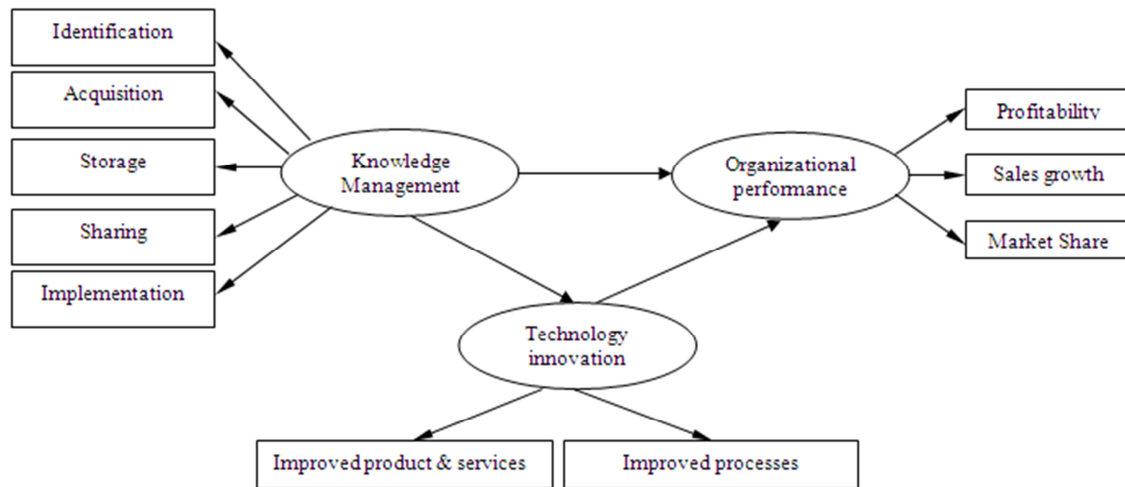 Identification
Acquisition
Storage
Sharing
Implementation
Knowledge
Management
Organizational
performance
Profitability
Sales growth
Market Share
Technology
innovation
Improved product & services
Improved processes